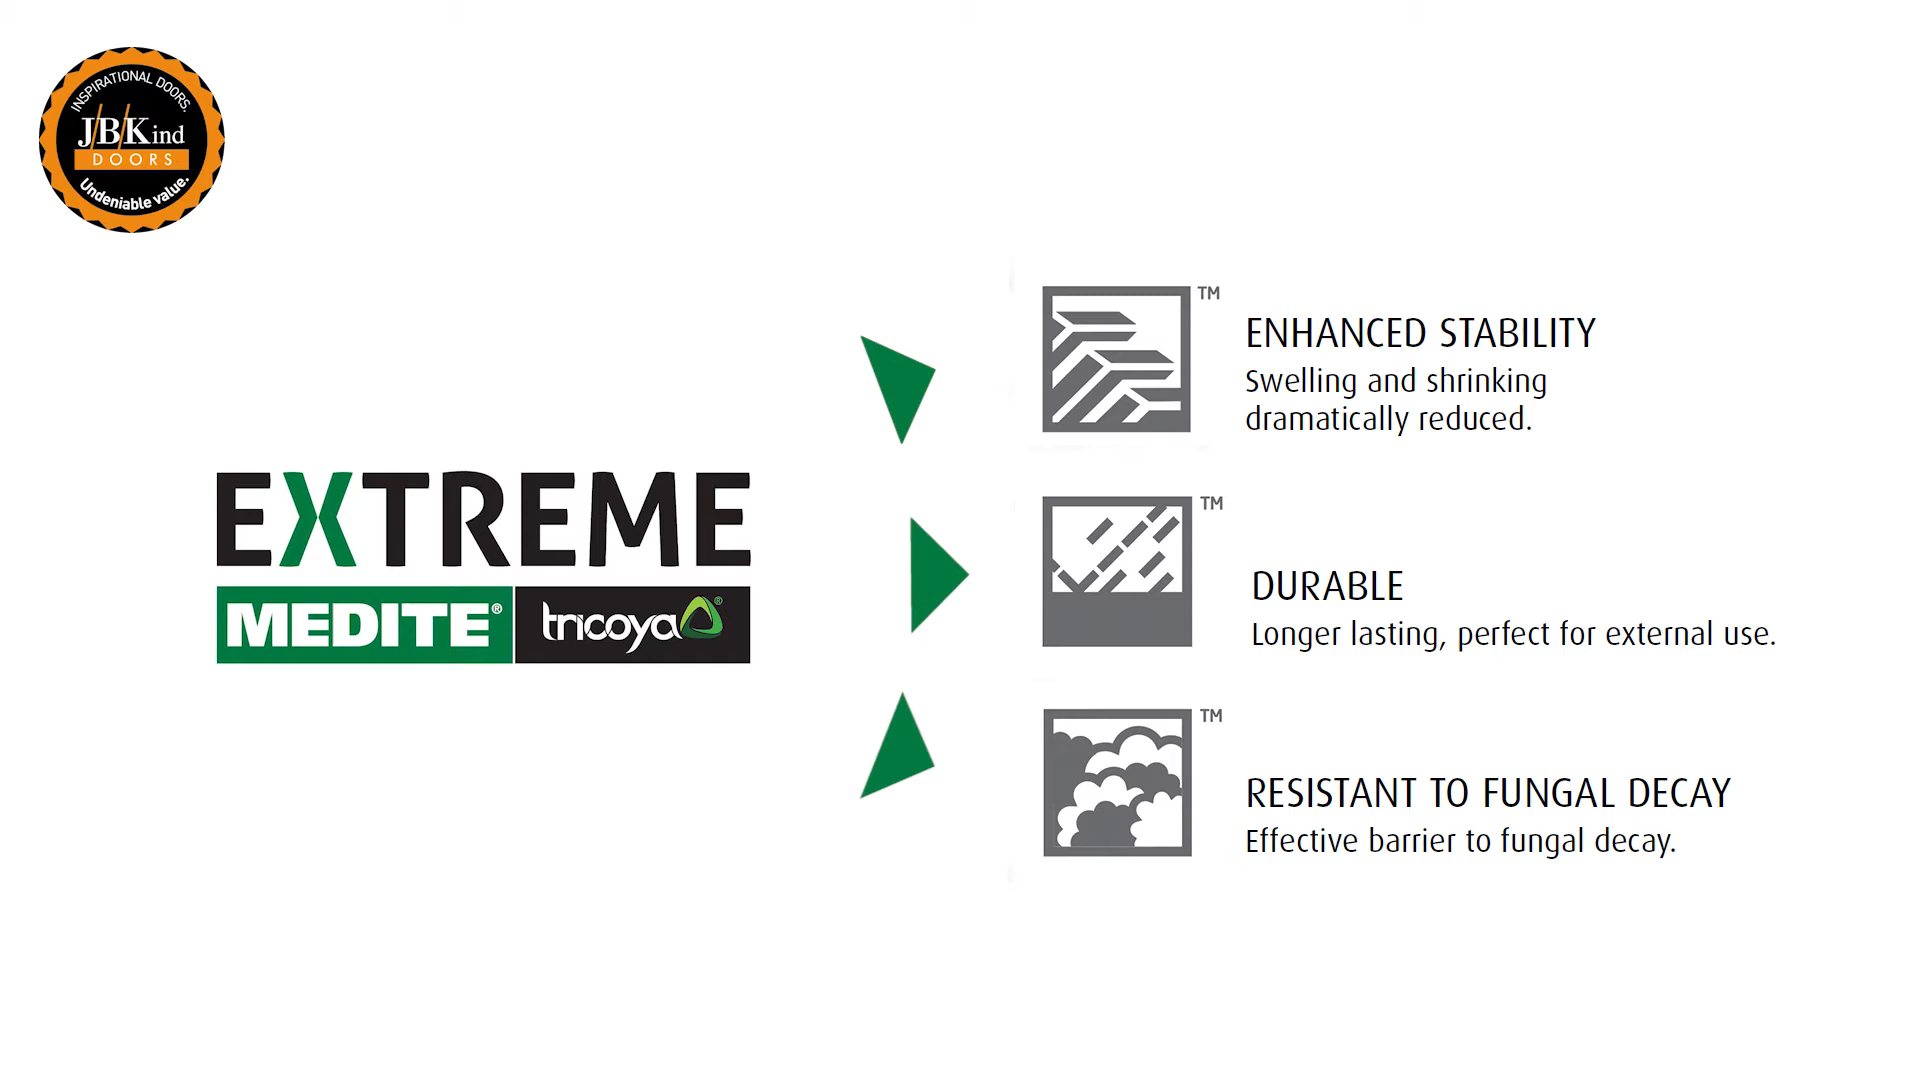 INSPIRATIONAL DOORS.
JBKind
DOORS
Undeniable value.
EXTREME
MEDITE® tricoya®
TM
ENHANCED STABILITY
Swelling and shrinking
dramatically reduced.
TM
DURABLE
Longer lasting, perfect for external use.
TM
RESISTANT TO FUNGAL DECAY
Effective barrier to fungal decay.